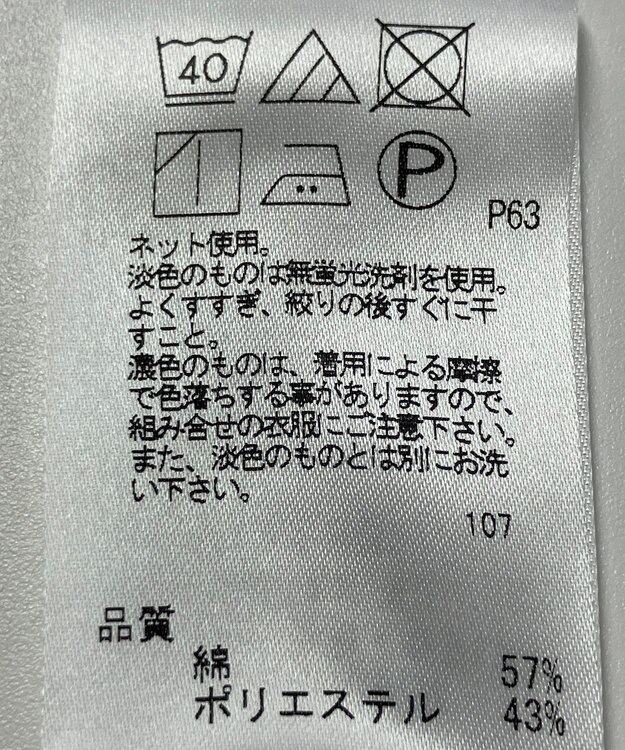 40
P
P63
ネット使用。
淡色のものは無蛍光洗剤を使用。
よくすすぎ、絞りの後すぐに干
すこと。
濃色のものは、着用による摩擦
で色落ちする事がありますので、
組み合せの衣服にご注意下さい。
また、淡色のものとは別にお洗
い下さい。
107
品質
綿 57%
ポリエステル 43%